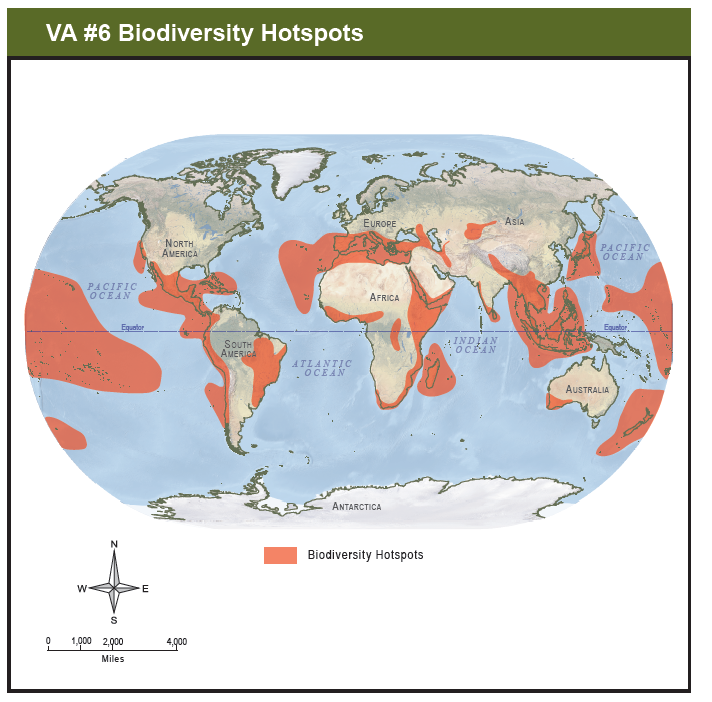 VA #6 Biodiversity Hotspots
NORTH
AMERICA
EUROPE
ASIA
PACIFIC
OCEAN
PACIFIC
OCEAN
AFRICA
Equator
Equator
SOUTH
AMERICA
ATLANTIC
OCEAN
INDIAN
OCEAN
AUSTRALIA
ANTARCTICA
Biodiversity Hotspots
N
W
E
S
0 1,000 2,000 4,000
Miles